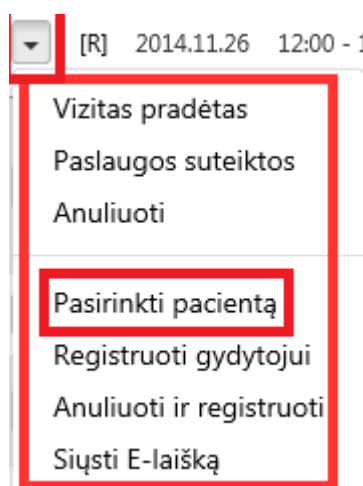 [R] 2014.11.26 12:00 -
Vizitas pradėtas
Paslaugos suteiktos
Anuliuoti
Pasirinkti pacientą
Registruoti gydytojui
Anuliuoti ir registruoti
Siųsti E-laišką